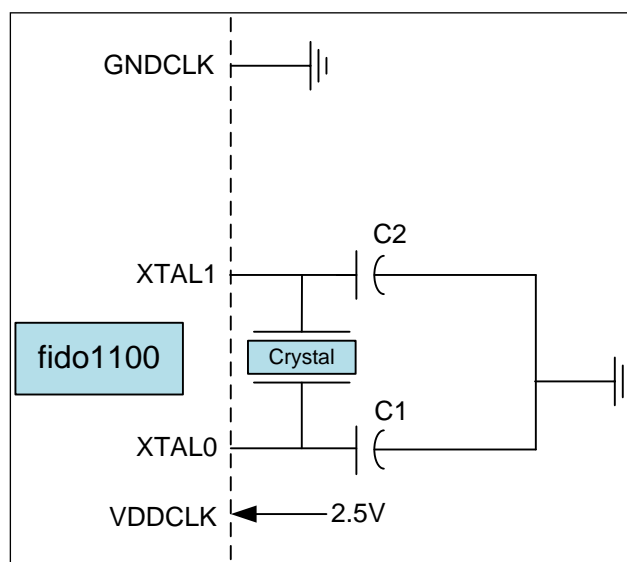 GNDCLK
C2
XTAL1
fido1100
Crystal
C1
XTAL0
VDDCLK
2.5V